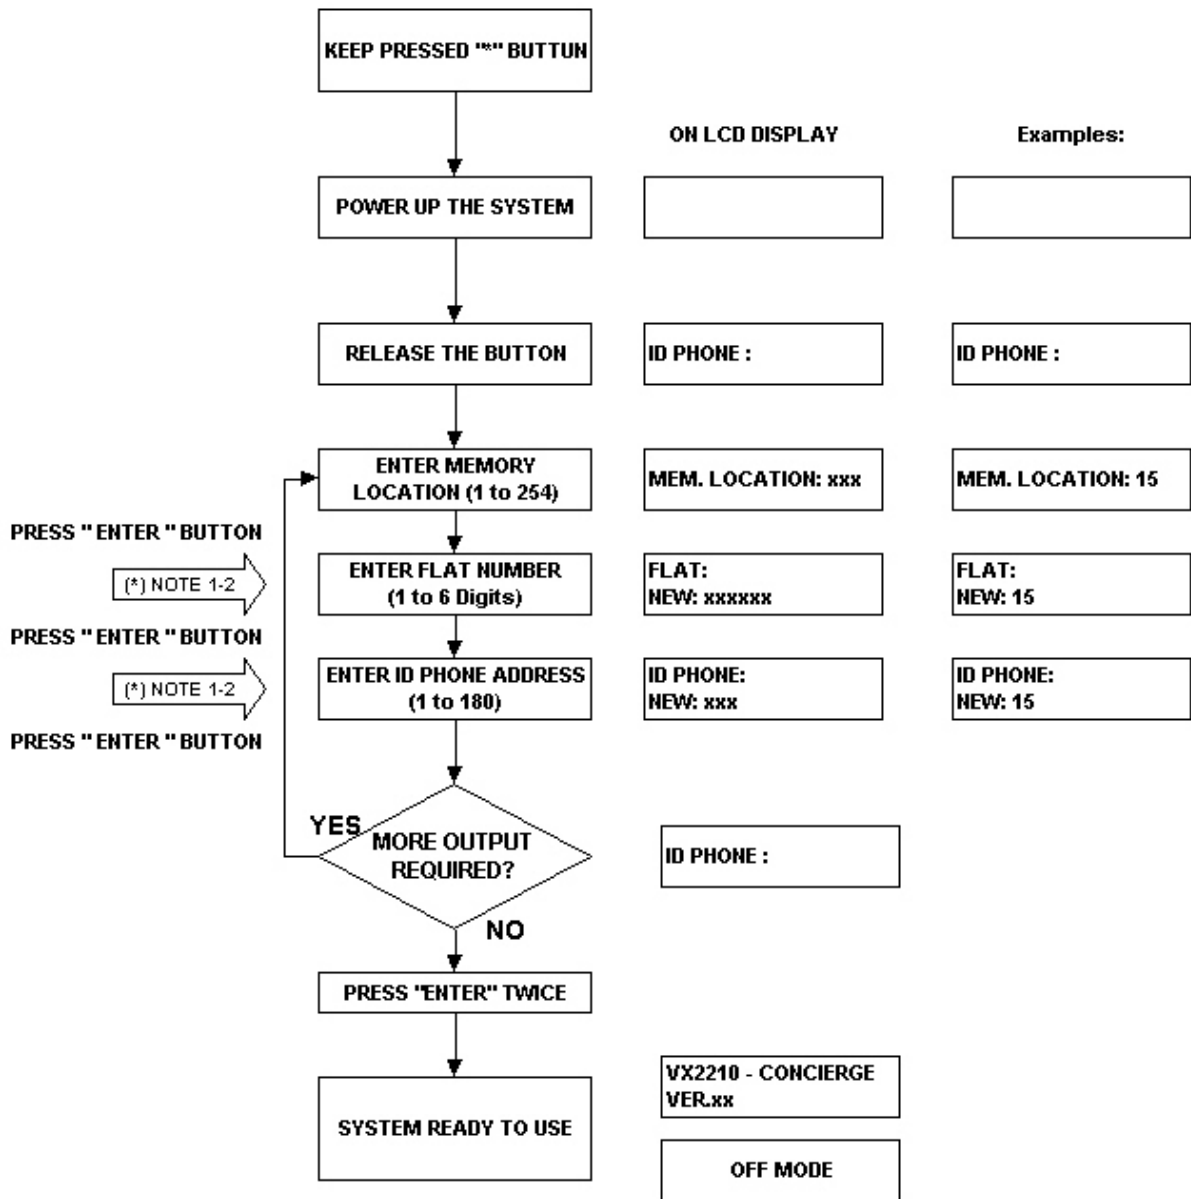 KEEP PRESSED "*" BUTTUN
ON LCD DISPLAY
Examples:
POWER UP THE SYSTEM
RELEASE THE BUTTON
ID PHONE :
ID PHONE :
ENTER MEMORY
LOCATION (1 to 254)
MEM. LOCATION: xxx
MEM. LOCATION: 15
PRESS " ENTER " BUTTON
(*) NOTE 1-2
ENTER FLAT NUMBER
(1 to 6 Digits)
FLAT:
NEW: xxxxxx
FLAT:
NEW: 15
PRESS " ENTER " BUTTON
(*) NOTE 1-2
ENTER ID PHONE ADDRESS
(1 to 180)
ID PHONE:
NEW: xxx
ID PHONE:
NEW: 15
PRESS " ENTER " BUTTON
YES
MORE OUTPUT
REQUIRED?
ID PHONE :
NO
PRESS "ENTER" TWICE
SYSTEM READY TO USE
VX2210 - CONCIERGE
VER.xx
OFF MODE